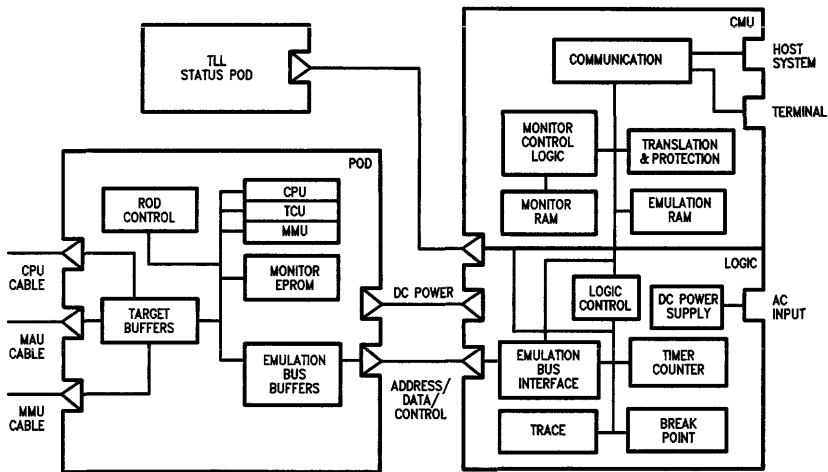 TLL
STATUS POD
CMU
COMMUNICATION
HOST
SYSTEM
TERMINAL
MONITOR
CONTROL
LOGIC
TRANSLATION
& PROTECTION
MONITOR
RAM
EMULATION
RAM
POD
ROD
CONTROL
CPU
TCU
MMU
MONITOR
EPROM
CPU
CABLE
TARGET
BUFFERS
MAU
CABLE
EMULATION
BUS
BUFFERS
MMU
CABLE
DC POWER
ADDRESS/
DATA/
CONTROL
LOGIC
LOGIC
CONTROL
DC POWER
SUPPLY
AC
INPUT
EMULATION
BUS
INTERFACE
TIMER
COUNTER
TRACE
BREAK
POINT